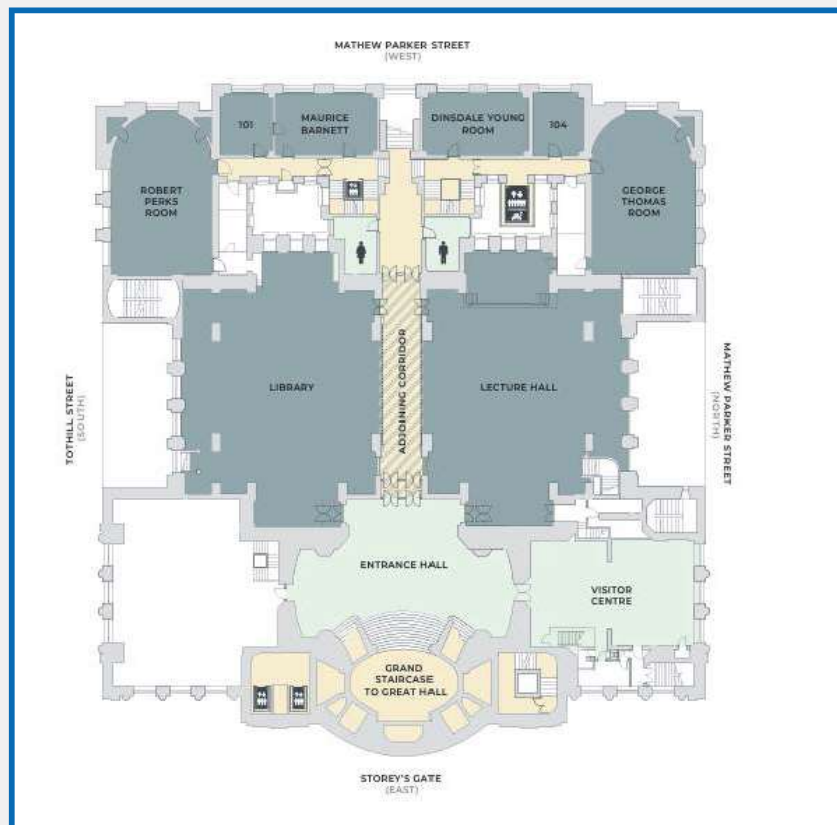 MATHEW PARKER STREET
(WEST)
101
MAURICE
BARNETT
DINSDALE YOUNG
ROOM
104
ROBERT
PERKS
ROOM
GEORGE
THOMAS
ROOM
TOTHILL STREET
(SOUTH)
LIBRARY
ADJOINING CORRIDOR
LECTURE HALL
MATHEW PARKER STREET
(NORTH)
ENTRANCE HALL
VISITOR
CENTRE
GRAND
STAIRCASE
TO GREAT HALL
STOREY'S GATE
(EAST)